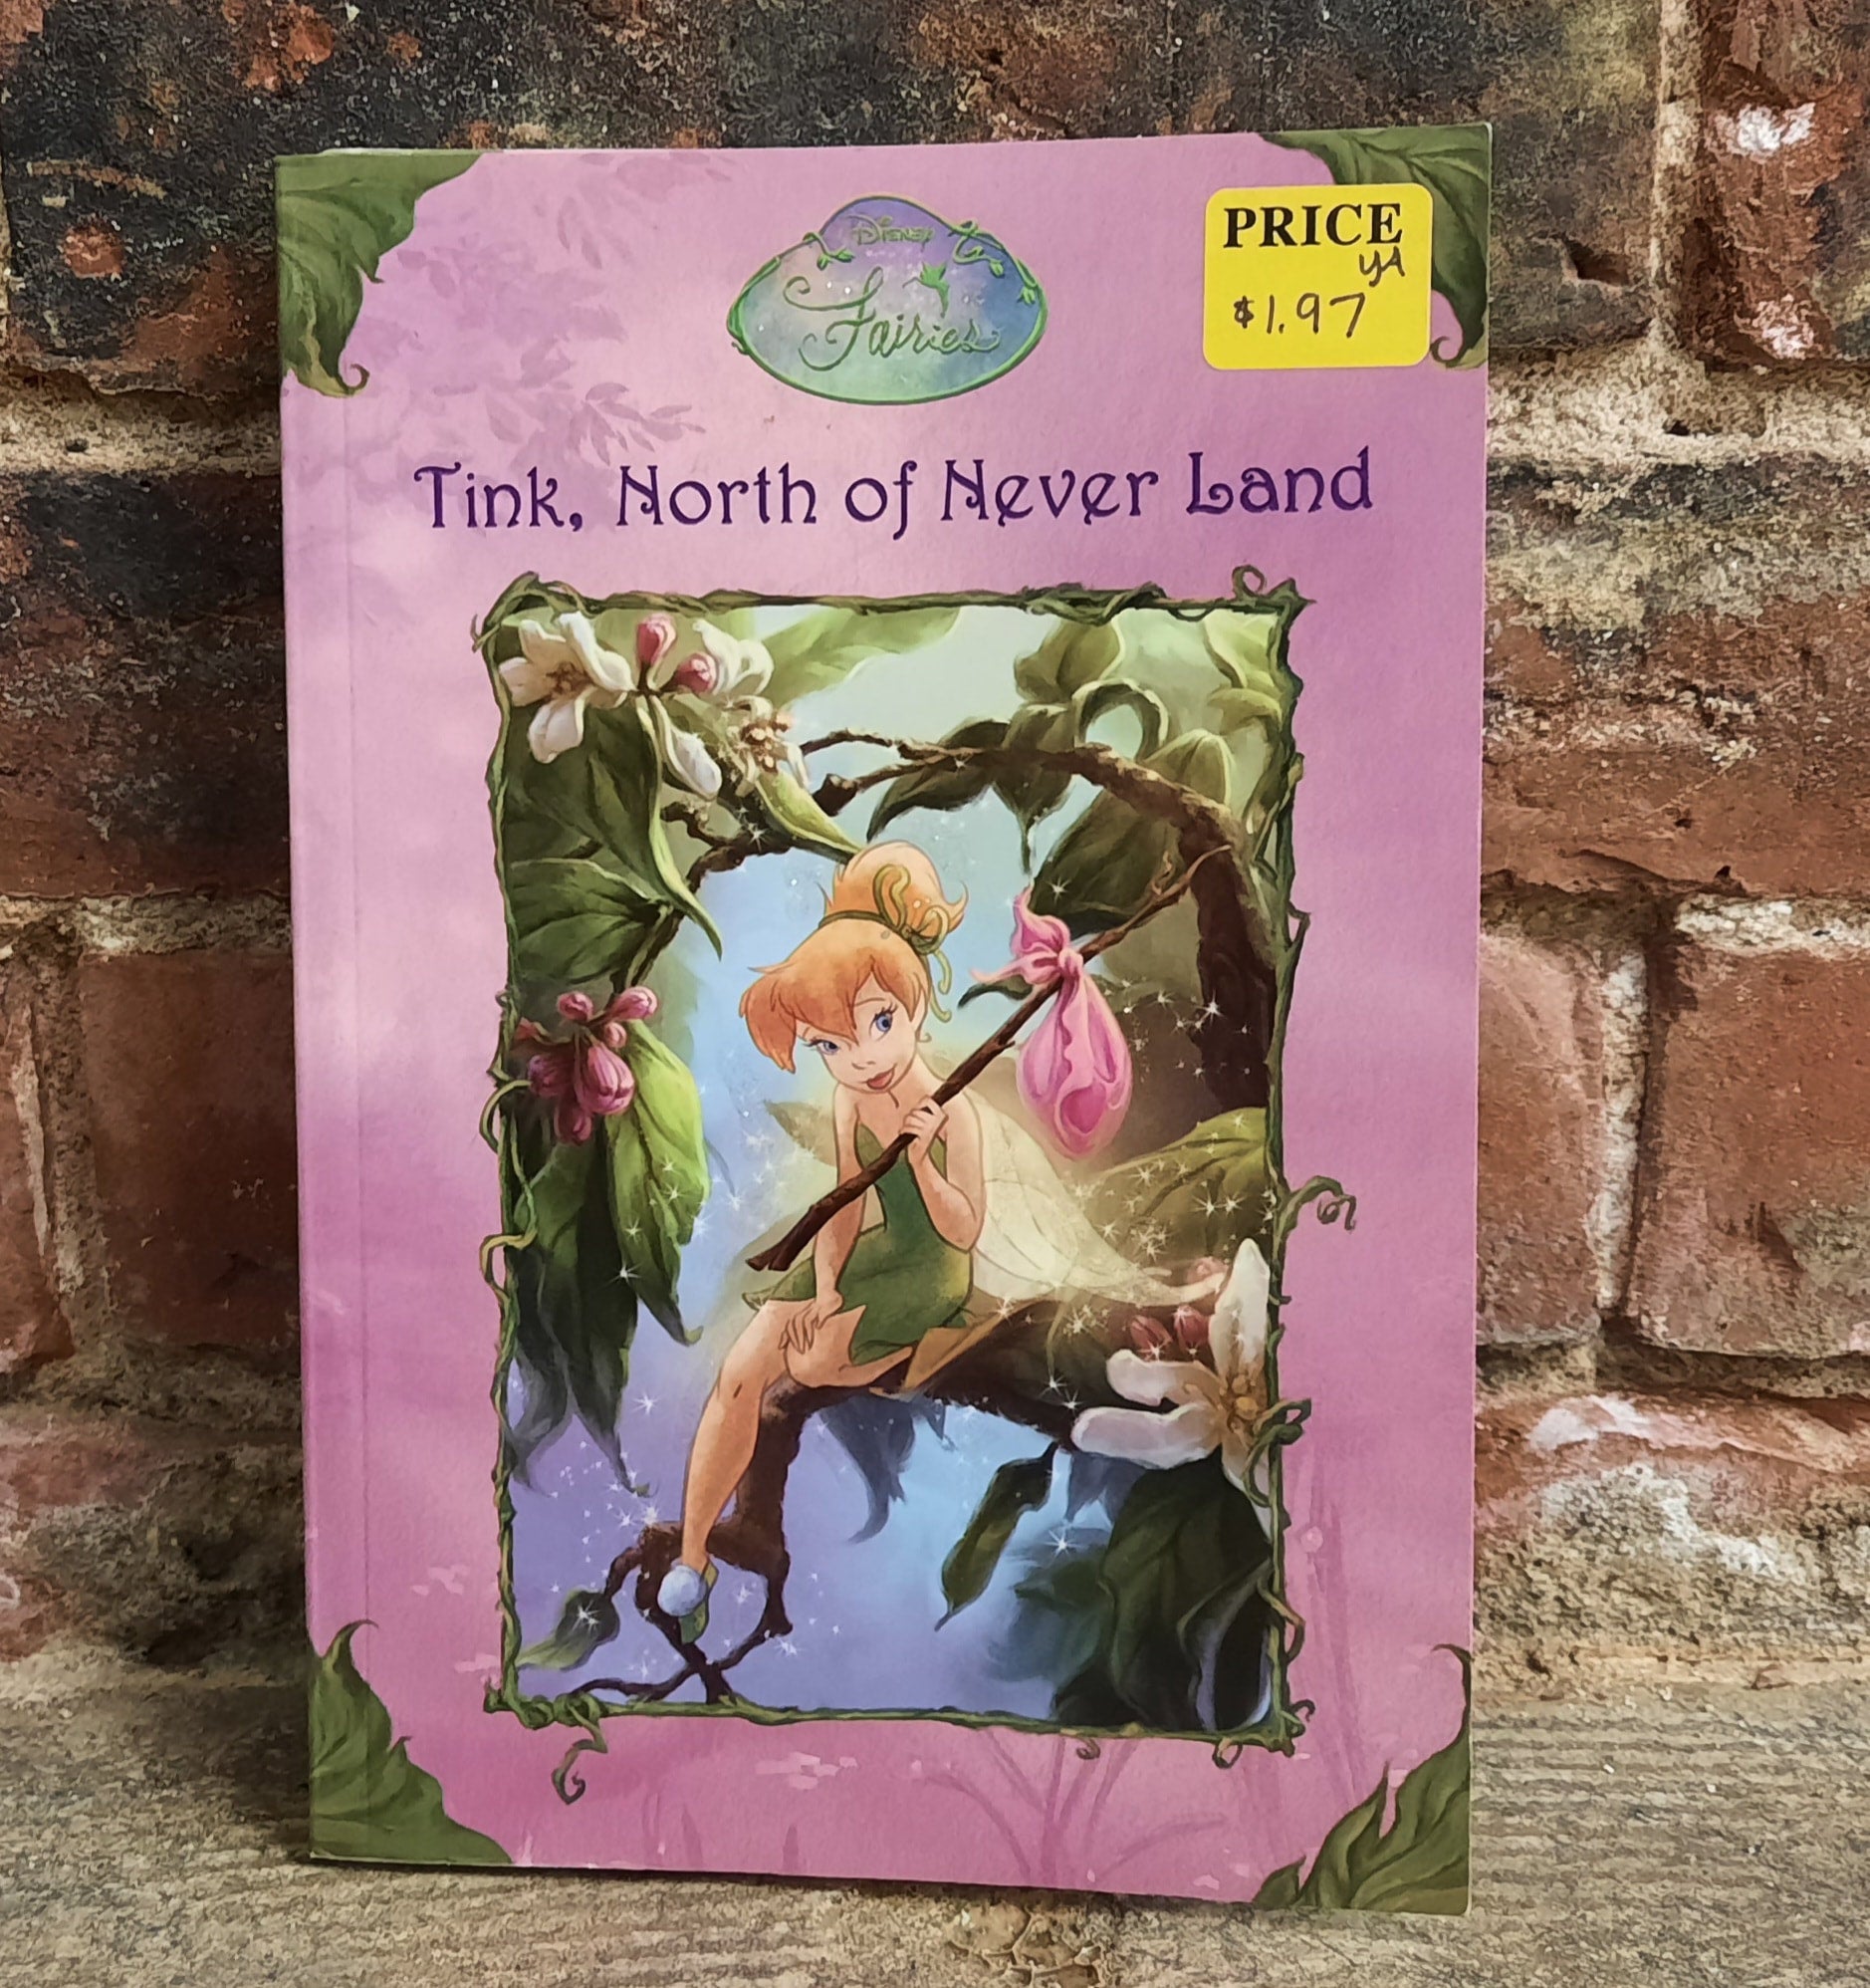 Disney
Fairies
PRICE
YA
$1.97
Tink, North of Never Land